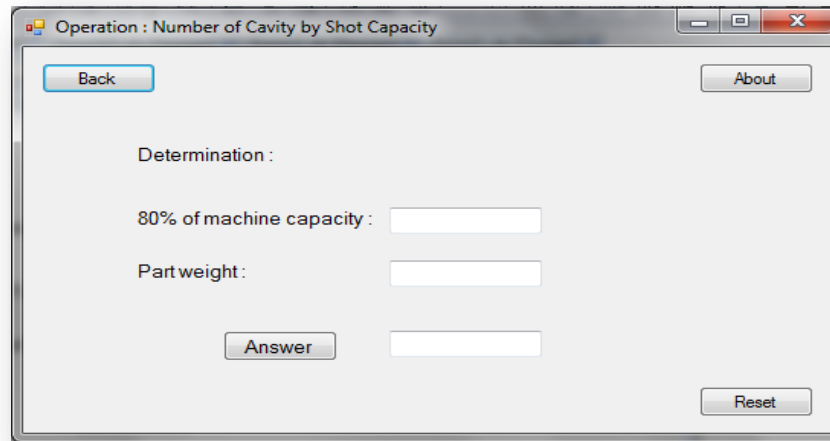 Operation : Number of Cavity by Shot Capacity
Back
About
Determination :
80% of machine capacity :
Part weight :
Answer
Reset